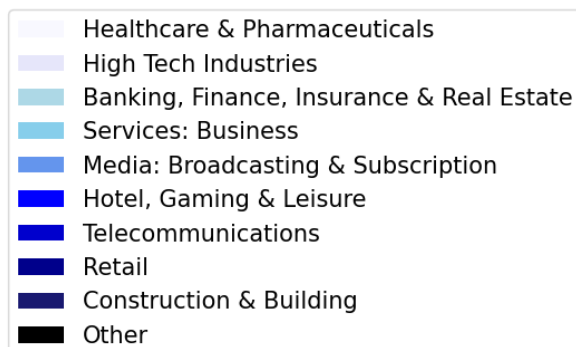 Healthcare & Pharmaceuticals
High Tech Industries
Banking, Finance, Insurance & Real Estate
Services: Business
Media: Broadcasting & Subscription
Hotel, Gaming & Leisure
Telecommunications
Retail
Construction & Building
Other